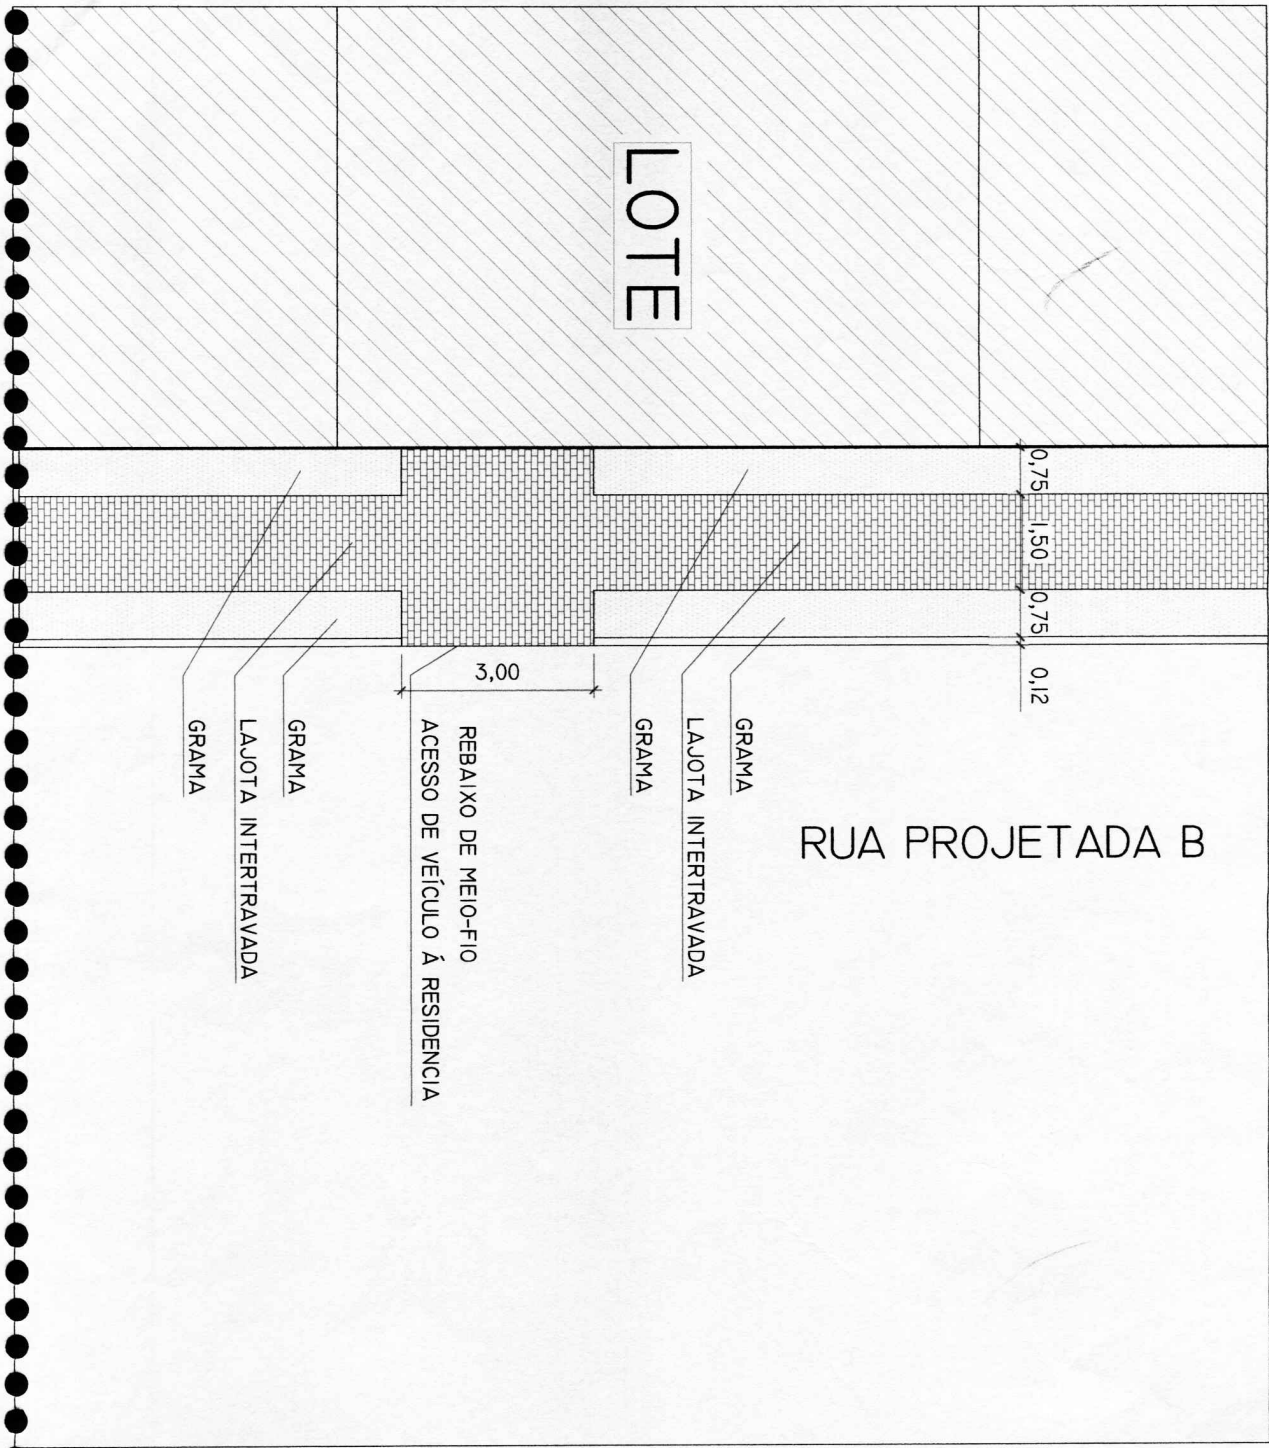 LOTE
0,75
1,50
0,75
0,12
3,00
GRAMA
LAJOTA INTERTRAVADA
GRAMA
REBAIXO DE MEIO-FIO
ACESSO DE VEÍCULO Á RESIDENCIA
GRAMA
LAJOTA INTERTRAVADA
GRAMA
RUA PROJETADA B